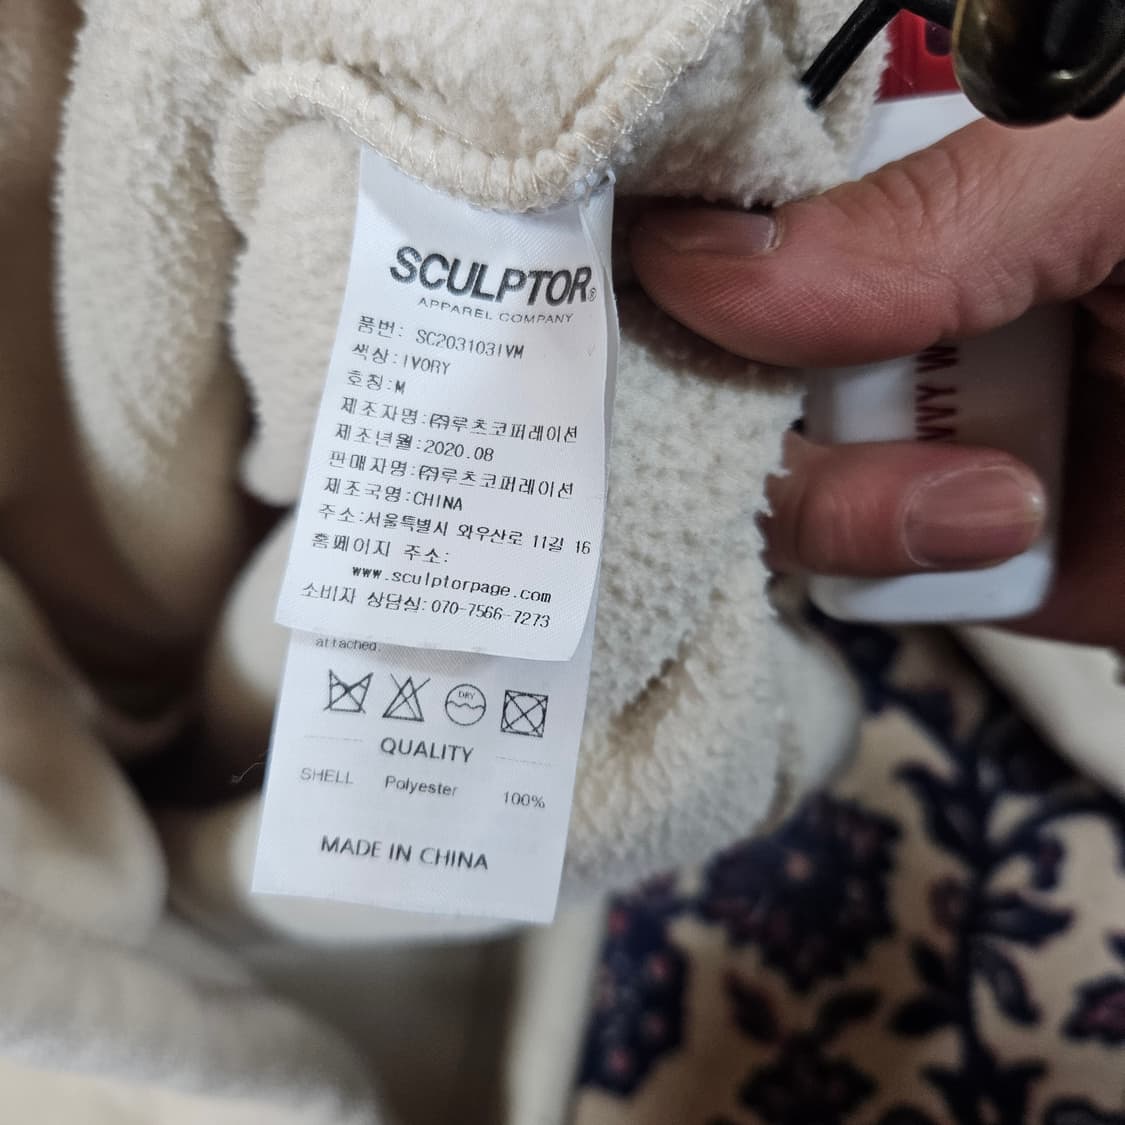 SCULPTOR®
APPAREL COMPANY
품번: SC203103IVM
색상:IVORY
호칭:M
제조자명:㈜루츠코퍼레이션
제조년월:2020.08
판매자명:㈜루츠코퍼레이션
제조국명:CHINA
주소:서울특별시 와우산로 11길 16
홈페이지 주소:
www.sculptorpage.com
소비자 상담실:070-7566-7273
attached.
DRY
QUALITY
SHELL Polyester 100%
MADE IN CHINA